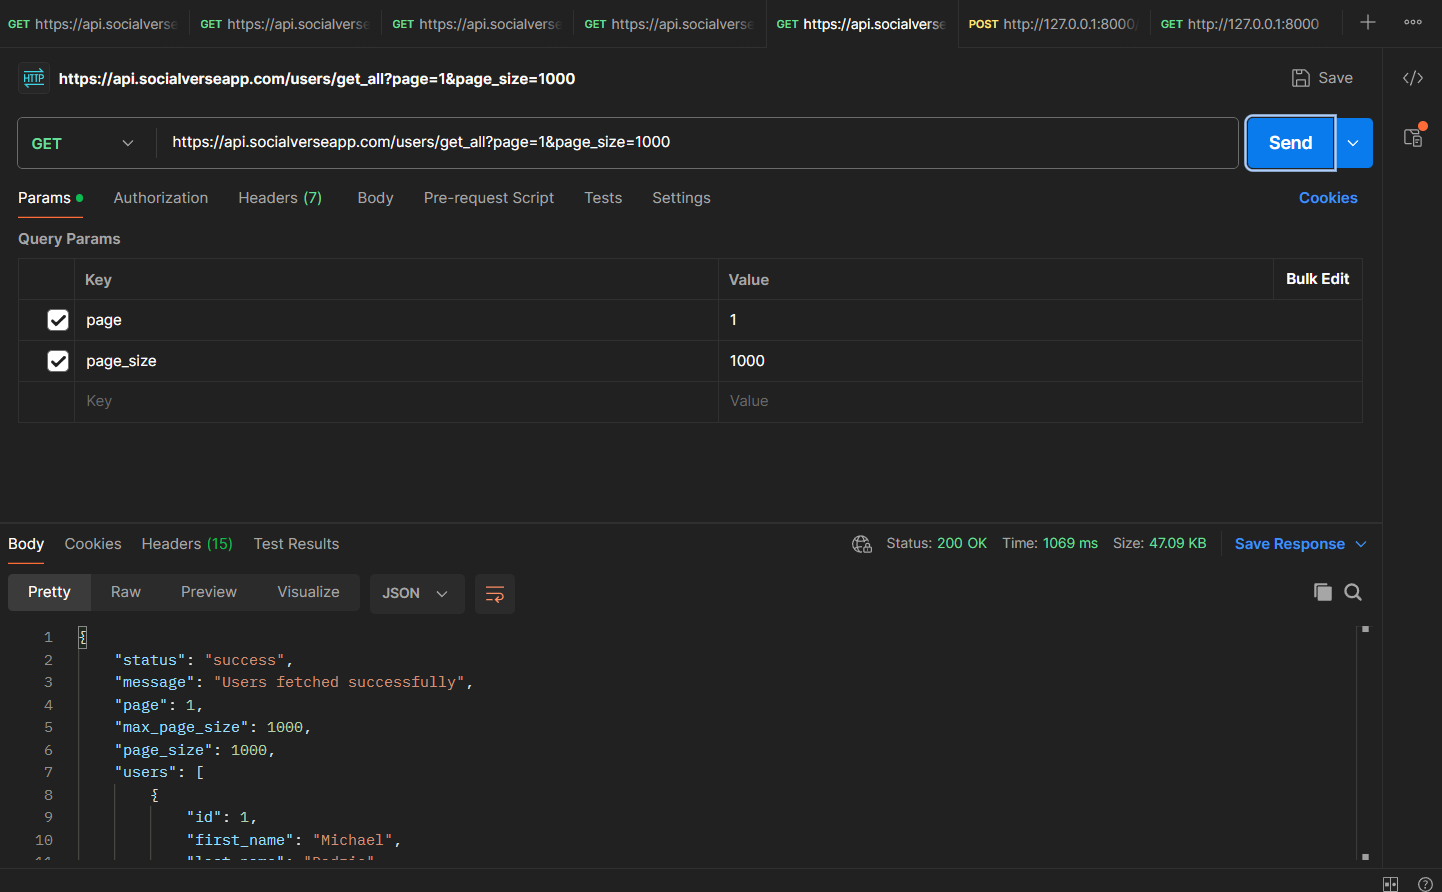 GET https://api.socialverse GET https://api.socialverse GET https://api.socialverse GET https://api.socialverse GET https://api.socialverse POST http://127.0.0.1:8000/ GET http://127.0.0.1:8000
HTTP https://api.socialverseapp.com/users/get_all?page=1&page_size=1000 Save
GET https://api.socialverseapp.com/users/get_all?page=1&page_size=1000 Send
Params Authorization Headers (7) Body Pre-request Script Tests Settings Cookies
Query Params
Key Value Bulk Edit
page 1
page_size 1000
Key Value
Body Cookies Headers (15) Test Results Status: 200 OK Time: 1069 ms Size: 47.09 KB Save Response
Pretty Raw Preview Visualize JSON
1 {
2 "status": "success",
3 "message": "Users fetched successfully",
4 "page": 1,
5 "max_page_size": 1000,
6 "page_size": 1000,
7 "users": [
8 {
9 "id": 1,
10 "first_name": "Michael",
11 "last_name":